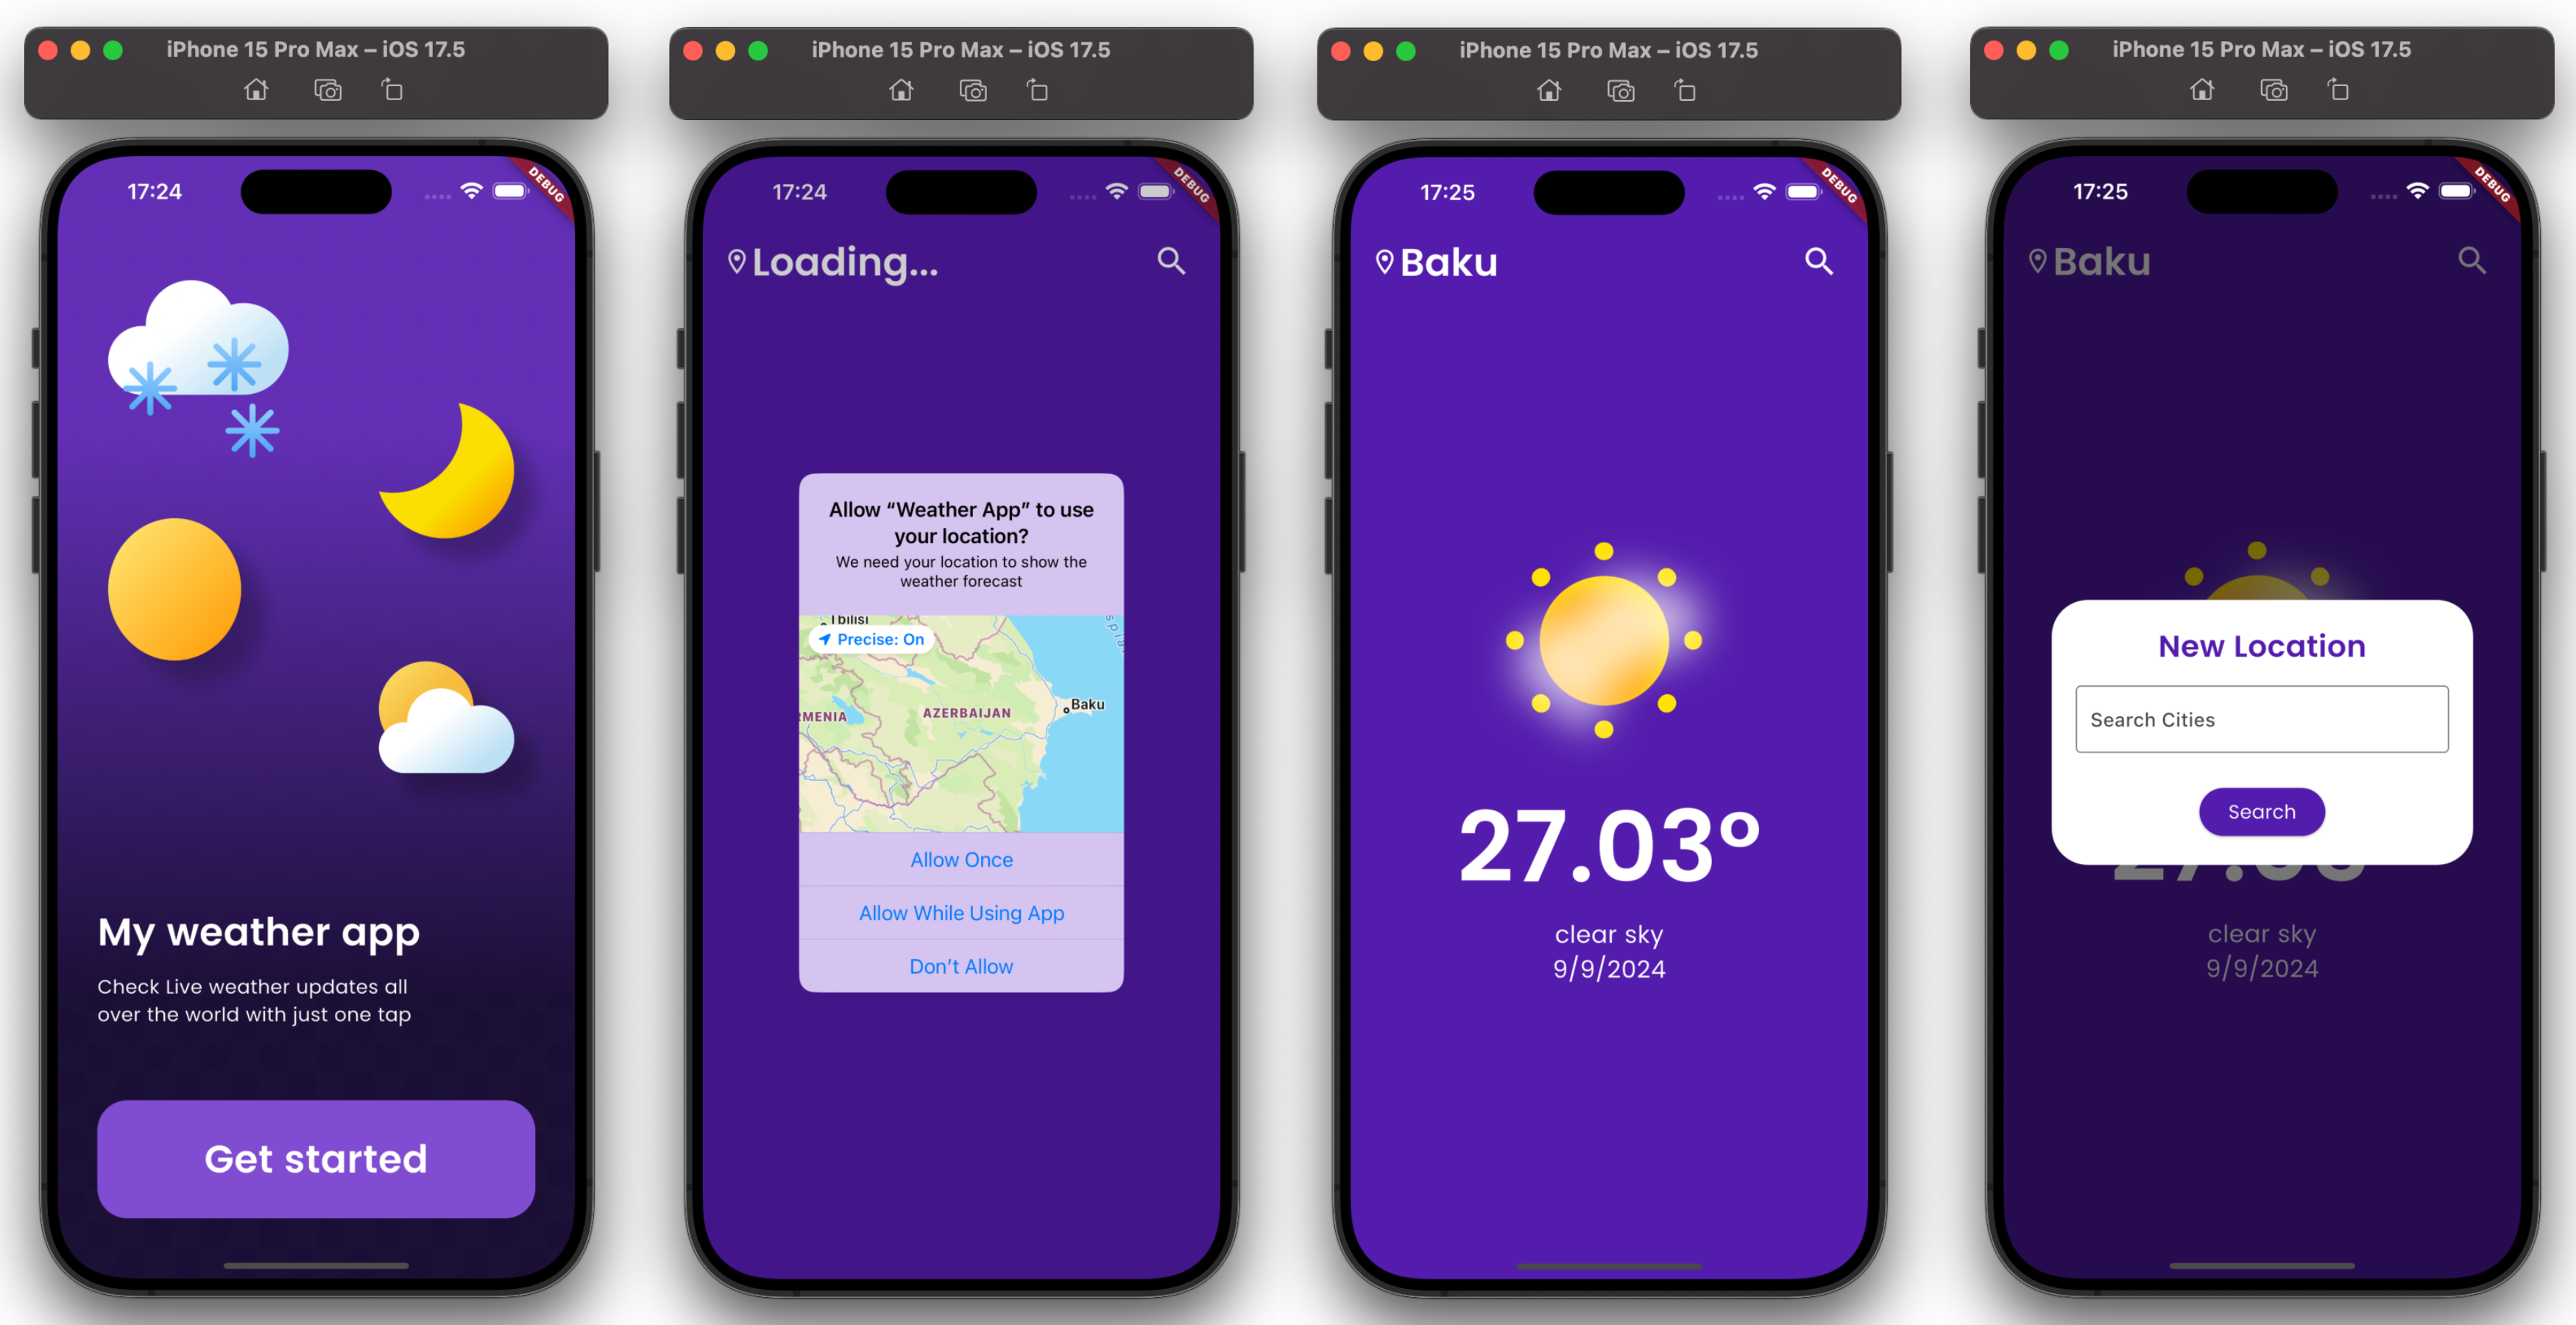 iPhone 15 Pro Max – iOS 17.5
17:24
DEBUG
My weather app
Check Live weather updates all
over the world with just one tap
Get started
iPhone 15 Pro Max – iOS 17.5
17:24
DEBUG
Loading...
Allow “Weather App” to use
your location?
We need your location to show the
weather forecast
Precise: On
AZERBAIJAN
Baku
Allow Once
Allow While Using App
Don’t Allow
iPhone 15 Pro Max – iOS 17.5
17:25
DEBUG
Baku
27.03°
clear sky
9/9/2024
iPhone 15 Pro Max – iOS 17.5
17:25
DEBUG
Baku
New Location
Search Cities
Search
clear sky
9/9/2024